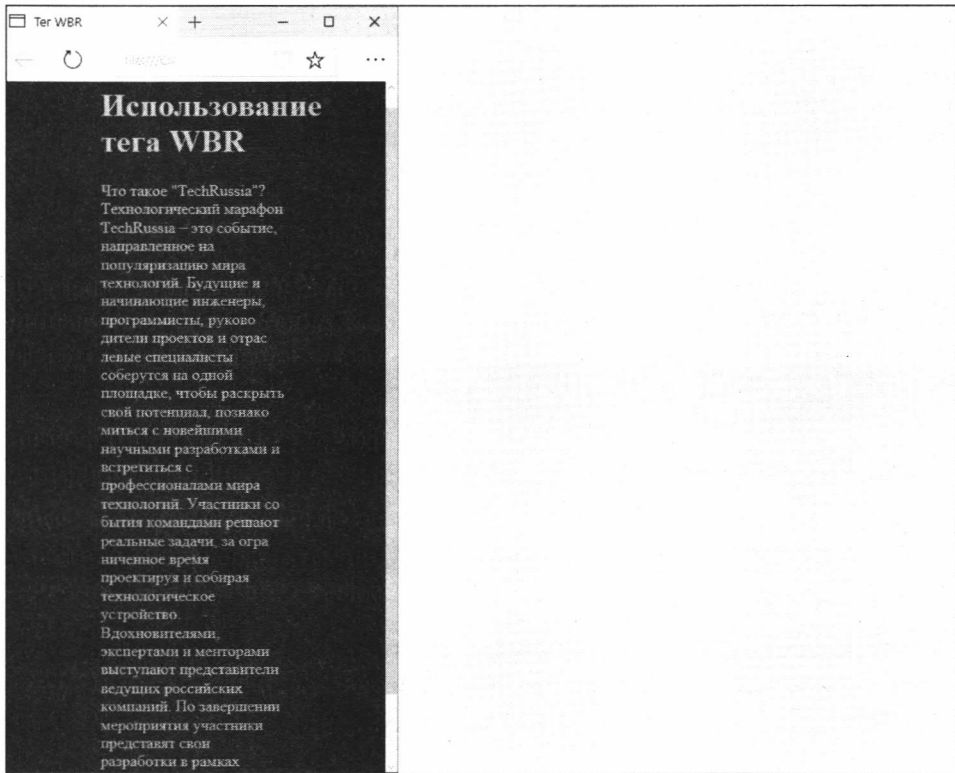 Тег WBR
Использование
тега WBR
Что такое "TechRussia"?
Технологический марафон
TechRussia – это событие,
направленное на
популяризацию мира
технологий. Будущие и
начинающие инженеры,
программисты, руково
дители проектов и отрас
левые специалисты
соберутся на одной
площадке, чтобы раскрыть
свой потенциал, познако
миться с новейшими
научными разработками и
встретиться с
профессионалами мира
технологий. Участники со
бытия командами решают
реальные задачи, за огра
ниченное время
проектируя и собирая
технологическое
устройство.
Вдохновителями,
экспертами и менторами
выступают представители
ведущих российских
компаний. По завершении
мероприятия участники
представят свои
разработки в рамках